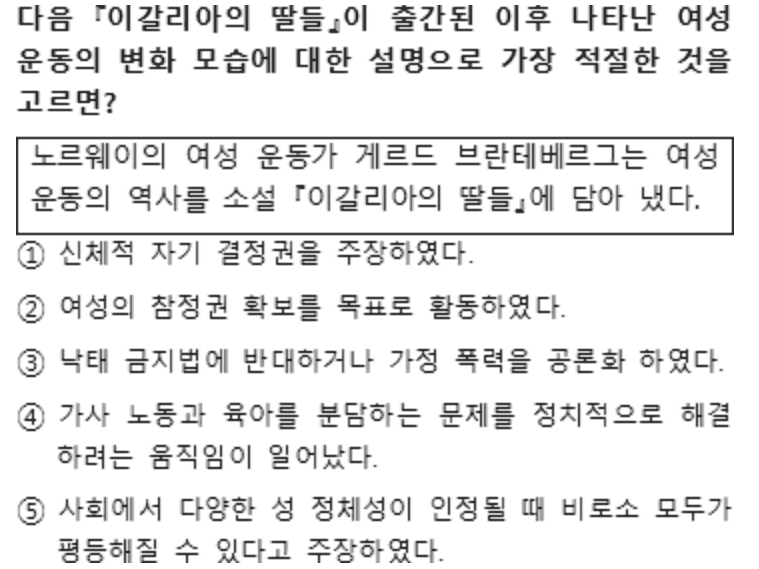 다음 『이갈리아의 딸들』이 출간된 이후 나타난 여성
운동의 변화 모습에 대한 설명으로 가장 적절한 것을
고르면?
노르웨이의 여성 운동가 게르드 브란테베르그는 여성
운동의 역사를 소설 『이갈리아의 딸들』에 담아 냈다.
① 신체적 자기 결정권을 주장하였다.
② 여성의 참정권 확보를 목표로 활동하였다.
③ 낙태 금지법에 반대하거나 가정 폭력을 공론화 하였다.
④ 가사 노동과 육아를 분담하는 문제를 정치적으로 해결
하려는 움직임이 일어났다.
⑤ 사회에서 다양한 성 정체성이 인정될 때 비로소 모두가
평등해질 수 있다고 주장하였다.